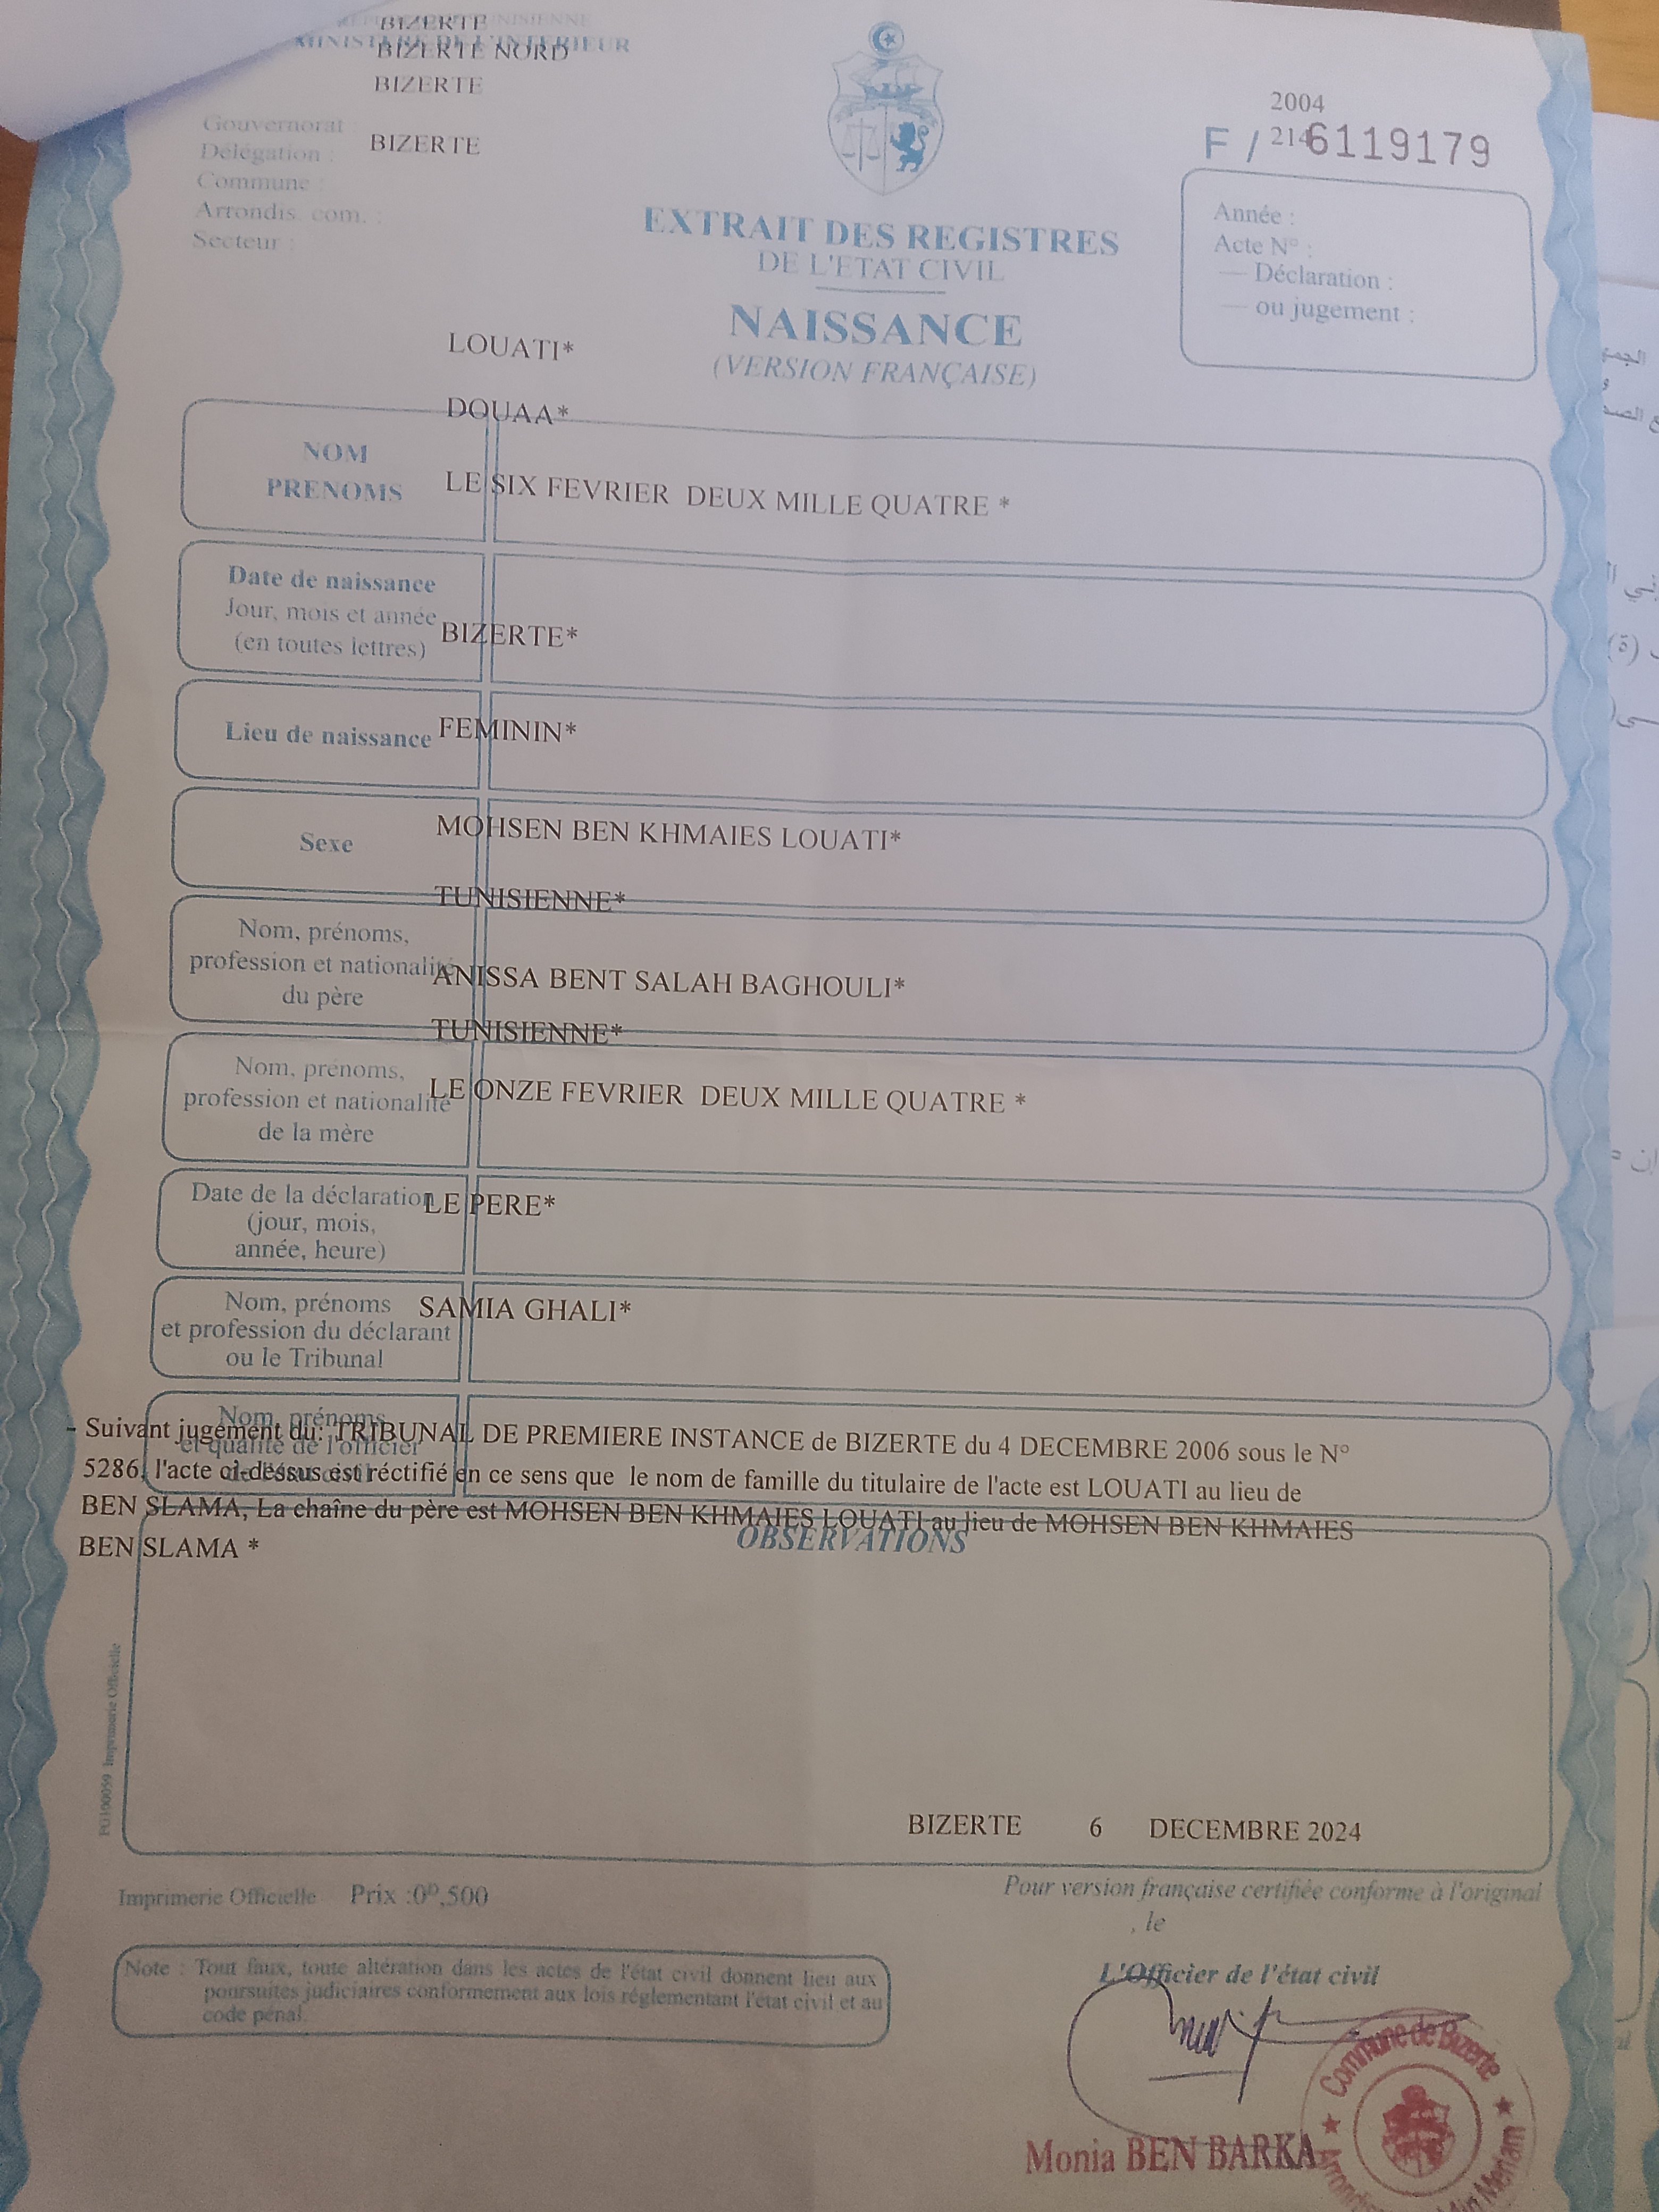 REPUBLIQUE TUNISIENNE
MINISTERE DE L'INTERIEUR
BIZERTE
BIZERTE NORD
BIZERTE
BIZERTE
Gouvernorat :
Délégation :
Commune :
Arrondis. com. :
Secteur :
2004
214
F / 6119179
Année :
Acte N° :
— Déclaration :
— ou jugement :
EXTRAIT DES REGISTRES
DE L'ETAT CIVIL
NAISSANCE
(VERSION FRANÇAISE)
LOUATI*
DOUAA*
NOM
PRENOMS
LE SIX FEVRIER DEUX MILLE QUATRE *
Date de naissance
Jour, mois et année
(en toutes lettres)
BIZERTE*
Lieu de naissance
FEMININ*
Sexe
MOHSEN BEN KHMAIES LOUATI*
TUNISIENNE*
Nom, prénoms,
profession et nationalité
du père
ANISSA BENT SALAH BAGHOULI*
TUNISIENNE*
Nom, prénoms,
profession et nationalité
de la mère
LE ONZE FEVRIER DEUX MILLE QUATRE *
Date de la déclaration
(jour, mois,
année, heure)
LE PERE*
Nom, prénoms
et profession du déclarant
ou le Tribunal
SAMIA GHALI*
Nom, prénoms
et qualité de l'officier
- Suivant jugement du: TRIBUNAL DE PREMIERE INSTANCE de BIZERTE du 4 DECEMBRE 2006 sous le N°
5286, l'acte ci-dessus est réctifié en ce sens que le nom de famille du titulaire de l'acte est LOUATI au lieu de
BEN SLAMA, La chaîne du père est MOHSEN BEN KHMAIES LOUATI au lieu de MOHSEN BEN KHMAIES
BEN SLAMA *
OBSERVATIONS
BIZERTE 6 DECEMBRE 2024
Imprimerie Officielle Prix :0ᴰ,500
Pour version française certifiée conforme à l'original
, le
L'Officier de l'état civil
Note : Tout faux, toute altération dans les actes de l'état civil donnent lieu aux
poursuites judiciaires conformement aux lois réglementant l'état civil et au
code pénal.
Monia BEN BARKA
Commune de Bizerte